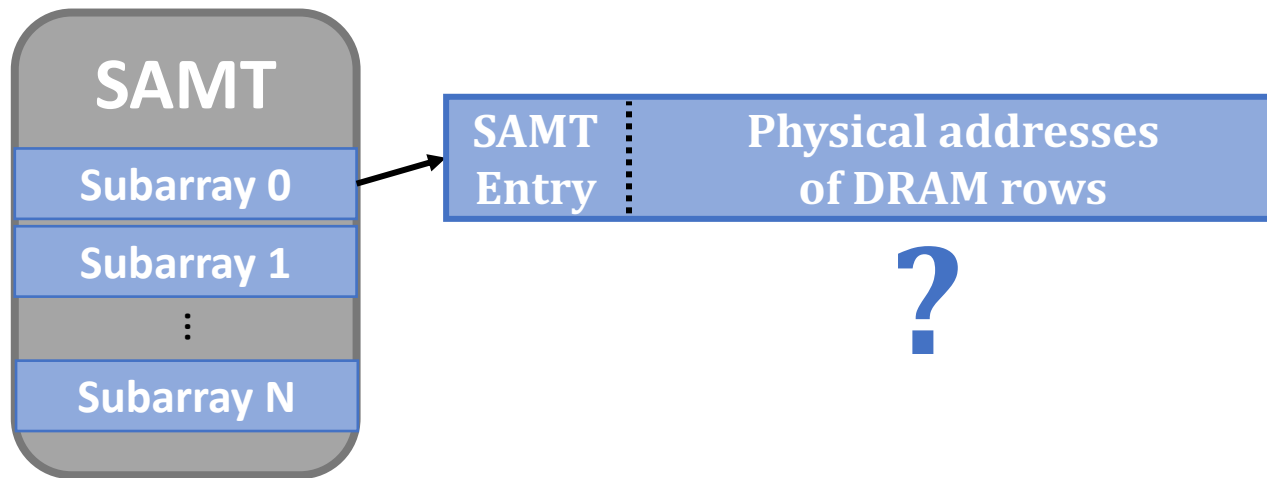 SAMT
Subarray 0
Subarray 1
⋮
Subarray N
SAMT
Entry
Physical addresses
of DRAM rows
?